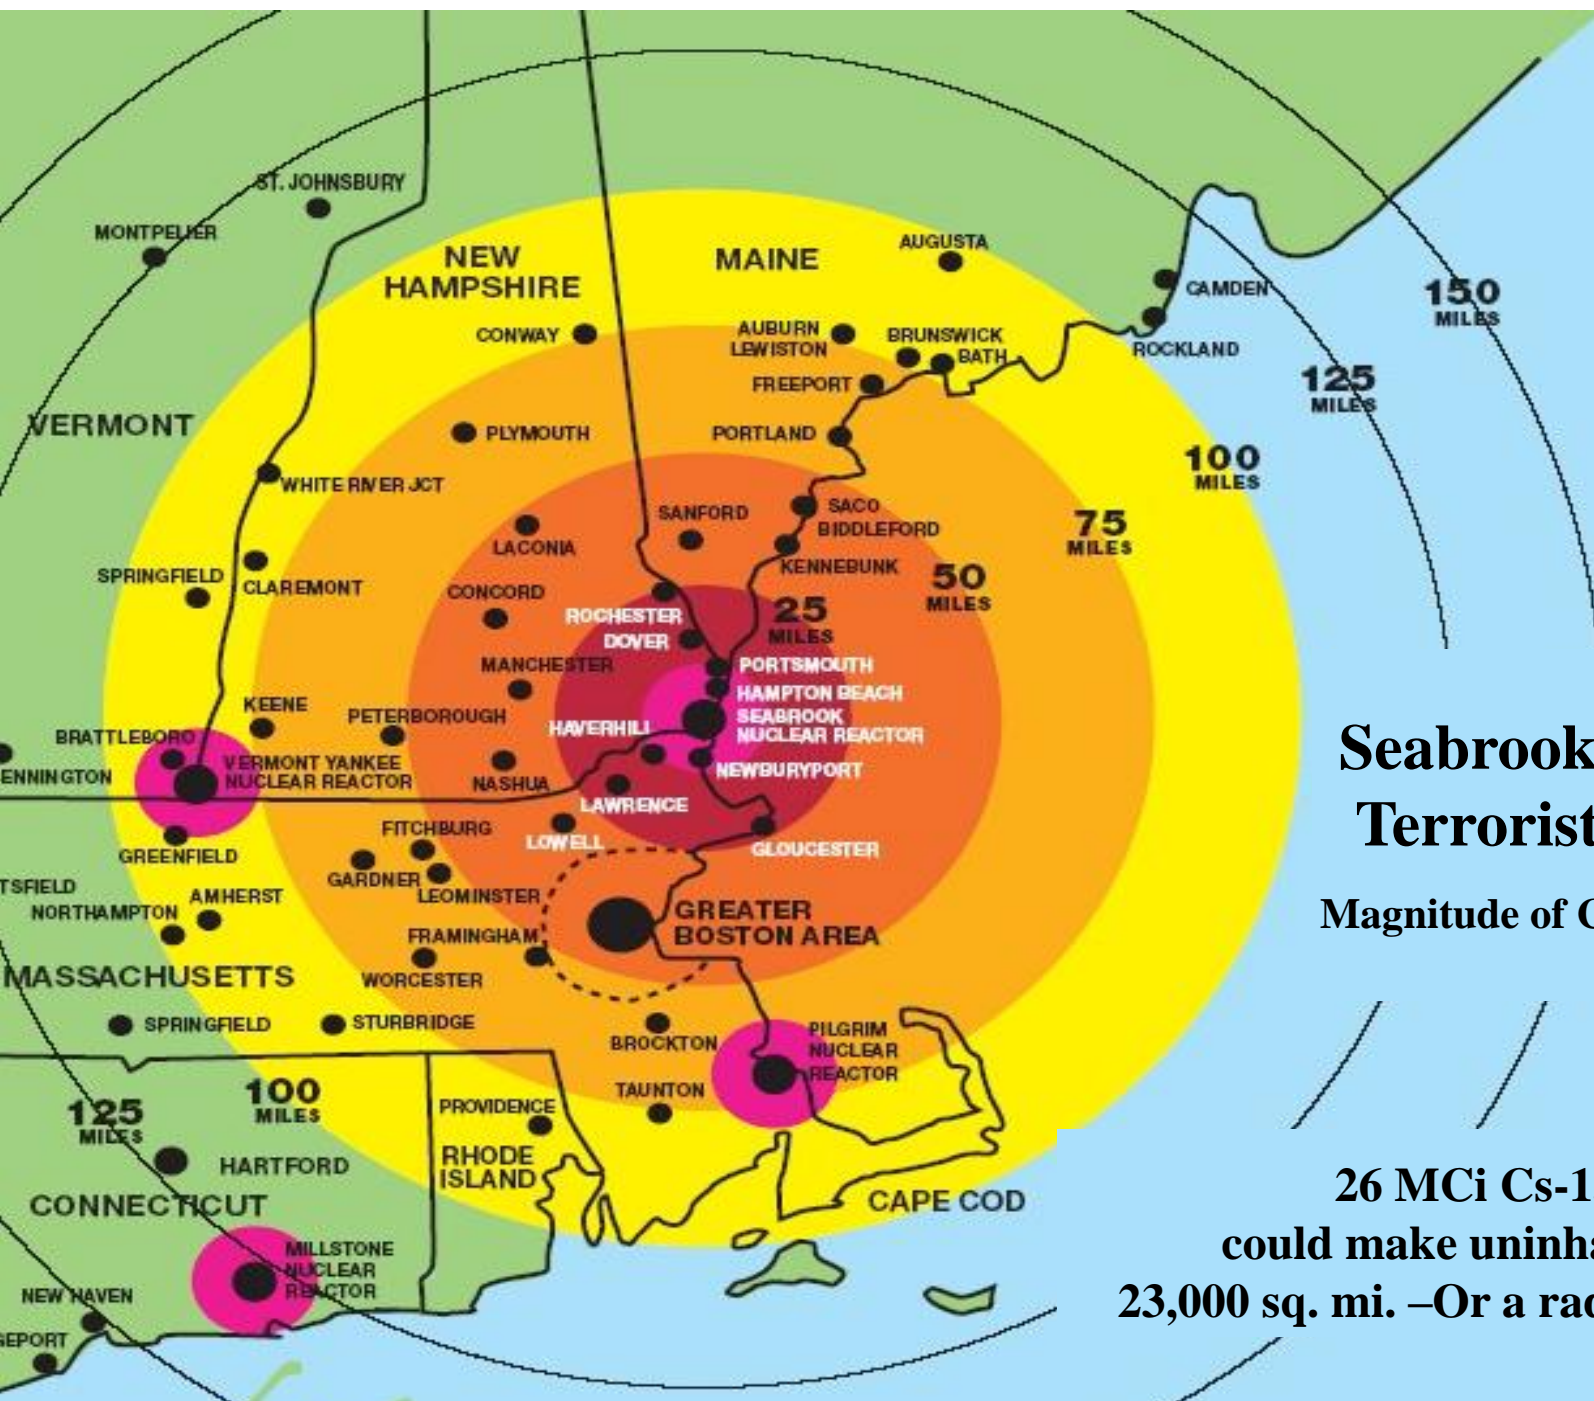 ST. JOHNSBURY
MONTPELIER
NEW
HAMPSHIRE
MAINE
AUGUSTA
CAMDEN
150
MILES
CONWAY
AUBURN
LEWISTON
BRUNSWICK
BATH
ROCKLAND
FREEPORT
125
MILES
VERMONT
PLYMOUTH
PORTLAND
100
MILES
WHITE RIVER JCT
SANFORD
SACO
BIDDEFORD
75
MILES
LACONIA
KENNEBUNK
SPRINGFIELD
CLAREMONT
CONCORD
50
MILES
ROCHESTER
25
MILES
DOVER
MANCHESTER
PORTSMOUTH
HAMPTON BEACH
KEENE
PETERBOROUGH
HAVERHILL
SEABROOK
NUCLEAR REACTOR
BRATTLEBORO
VERMONT YANKEE
NUCLEAR REACTOR
ENNINGTON
NASHUA
NEWBURYPORT
LAWRENCE
Seabrook
Terrorist
FITCHBURG
LOWELL
GLOUCESTER
GREENFIELD
GARDNER
LEOMINSTER
TSFIELD
AMHERST
NORTHAMPTON
GREATER
BOSTON AREA
Magnitude of C
FRAMINGHAM
MASSACHUSETTS
WORCESTER
SPRINGFIELD
STURBRIDGE
BROCKTON
PILGRIM
NUCLEAR
REACTOR
125
MILES
100
MILES
TAUNTON
PROVIDENCE
HARTFORD
RHODE
ISLAND
CONNECTICUT
CAPE COD
26 MCi Cs-1
could make uninha
23,000 sq. mi. –Or a rad
MILLSTONE
NUCLEAR
REACTOR
NEW HAVEN
GEPORT